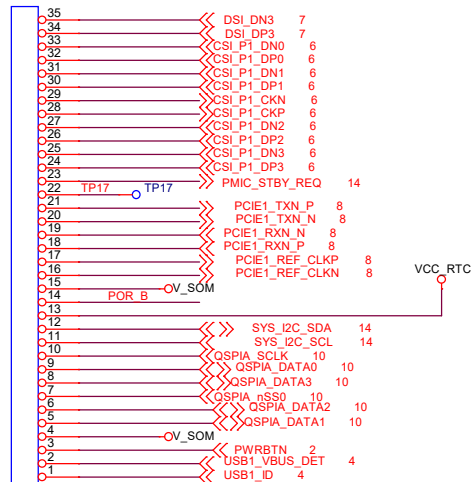 35 DSI_DN3 7
34 DSI_DP3 7
33 CSI_P1_DN0 6
32 CSI_P1_DP0 6
31 CSI_P1_DN1 6
30 CSI_P1_DP1 6
29 CSI_P1_CKN 6
28 CSI_P1_CKP 6
27 CSI_P1_DN2 6
26 CSI_P1_DP2 6
25 CSI_P1_DN3 6
24 CSI_P1_DP3 6
23 PMIC_STBY_REQ 14
22 TP17 TP17
21 PCIE1_TXN_P 8
20 PCIE1_TXN_N 8
19 PCIE1_RXN_N 8
18 PCIE1_RXN_P 8
17 PCIE1_REF_CLKP 8
16 PCIE1_REF_CLKN 8
VCC_RTC
15 V_SOM
14 POR_B
13
12 SYS_I2C_SDA 14
11 SYS_I2C_SCL 14
10 QSPIA_SCLK 10
9 QSPIA_DATA0 10
8 QSPIA_DATA3 10
7 QSPIA_nSS0 10
6 QSPIA_DATA2 10
5 QSPIA_DATA1 10
4 V_SOM
3 PWRBTN 2
2 USB1_VBUS_DET 4
1 USB1_ID 4